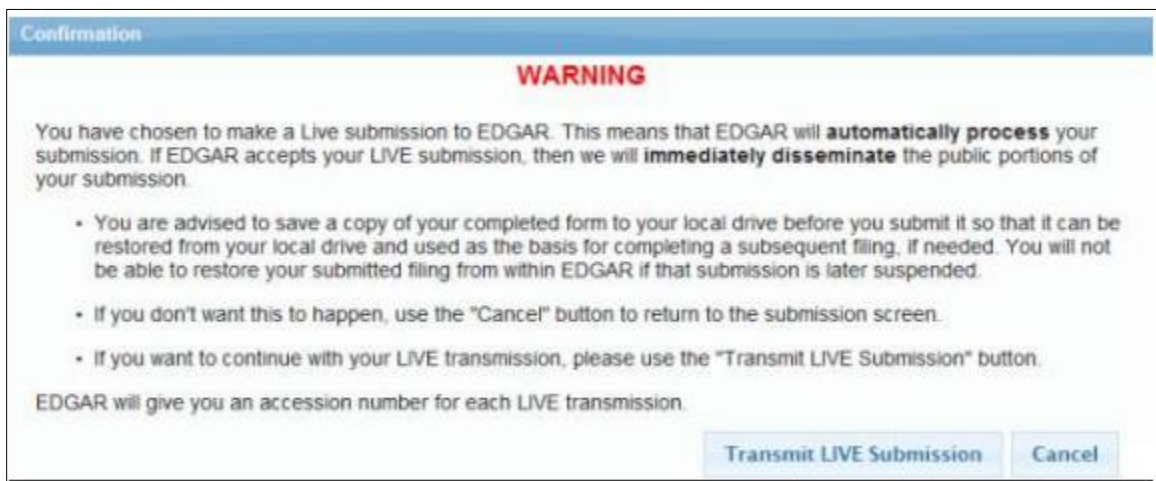 Confirmation
WARNING
You have chosen to make a Live submission to EDGAR. This means that EDGAR will automatically process your
submission. If EDGAR accepts your LIVE submission, then we will immediately disseminate the public portions of
your submission.
• You are advised to save a copy of your completed form to your local drive before you submit it so that it can be
restored from your local drive and used as the basis for completing a subsequent filing, if needed. You will not
be able to restore your submitted filing from within EDGAR if that submission is later suspended.
• If you don't want this to happen, use the "Cancel" button to return to the submission screen.
• If you want to continue with your LIVE transmission, please use the "Transmit LIVE Submission" button.
EDGAR will give you an accession number for each LIVE transmission.
Transmit LIVE Submission Cancel